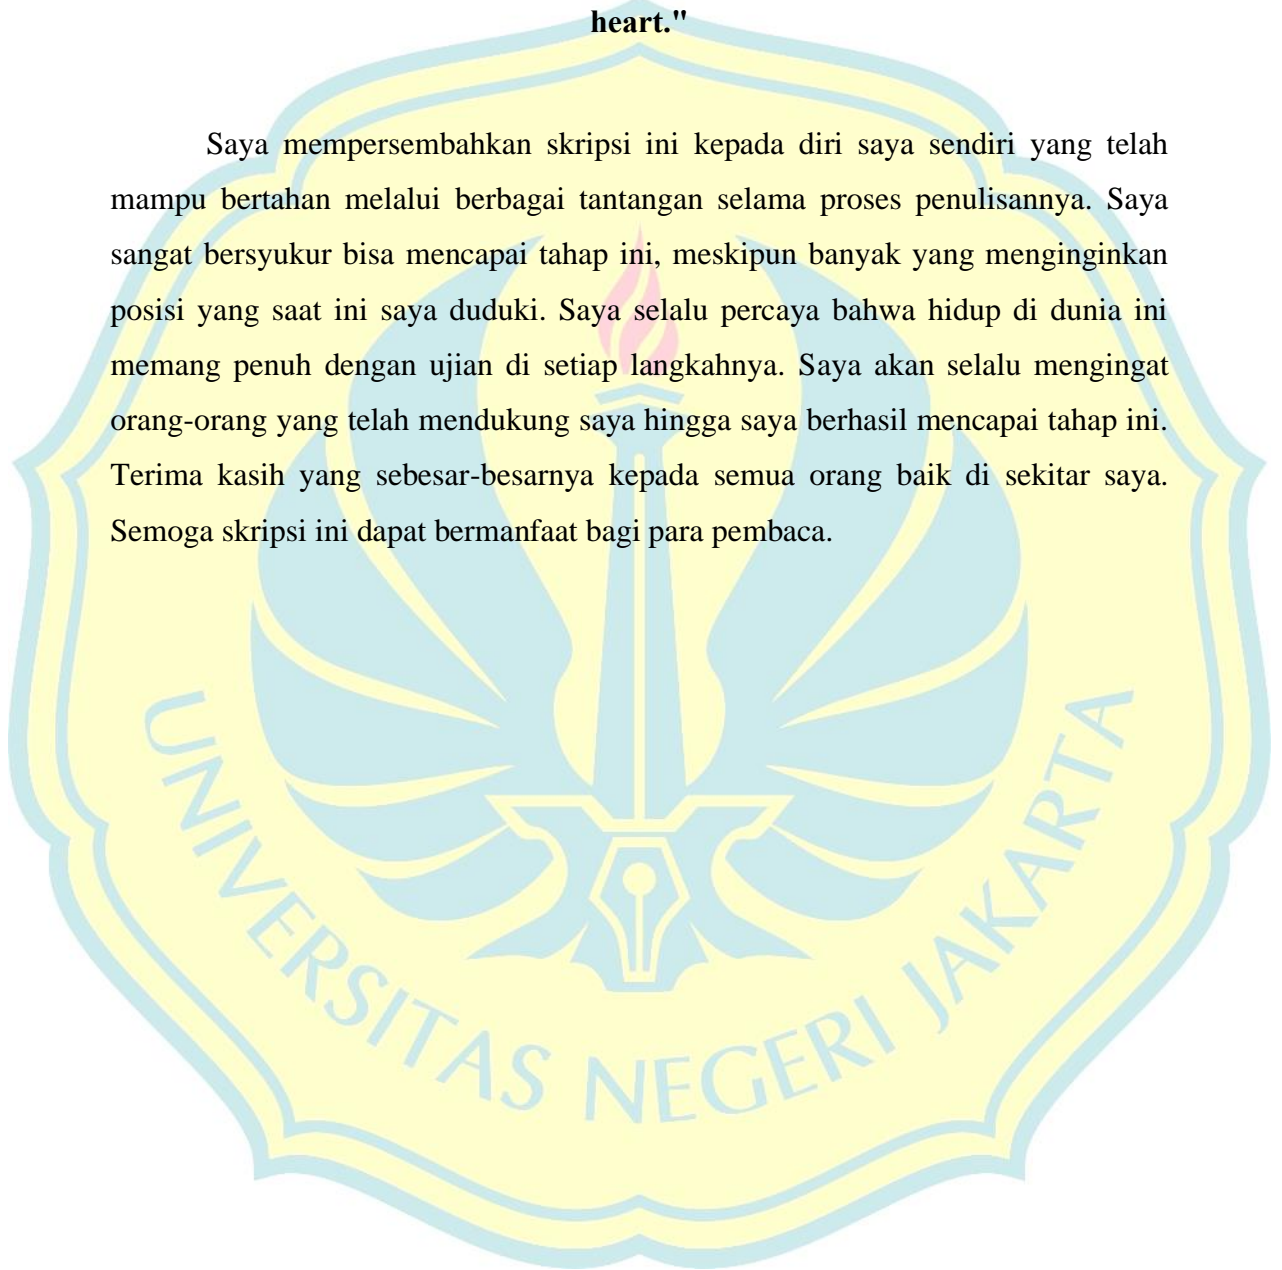 heart."
Saya mempersembahkan skripsi ini kepada diri saya sendiri yang telah
mampu bertahan melalui berbagai tantangan selama proses penulisannya. Saya
sangat bersyukur bisa mencapai tahap ini, meskipun banyak yang menginginkan
posisi yang saat ini saya duduki. Saya selalu percaya bahwa hidup di dunia ini
memang penuh dengan ujian di setiap langkahnya. Saya akan selalu mengingat
orang-orang yang telah mendukung saya hingga saya berhasil mencapai tahap ini.
Terima kasih yang sebesar-besarnya kepada semua orang baik di sekitar saya.
Semoga skripsi ini dapat bermanfaat bagi para pembaca.
UNIVERSITAS NEGERI JAKARTA